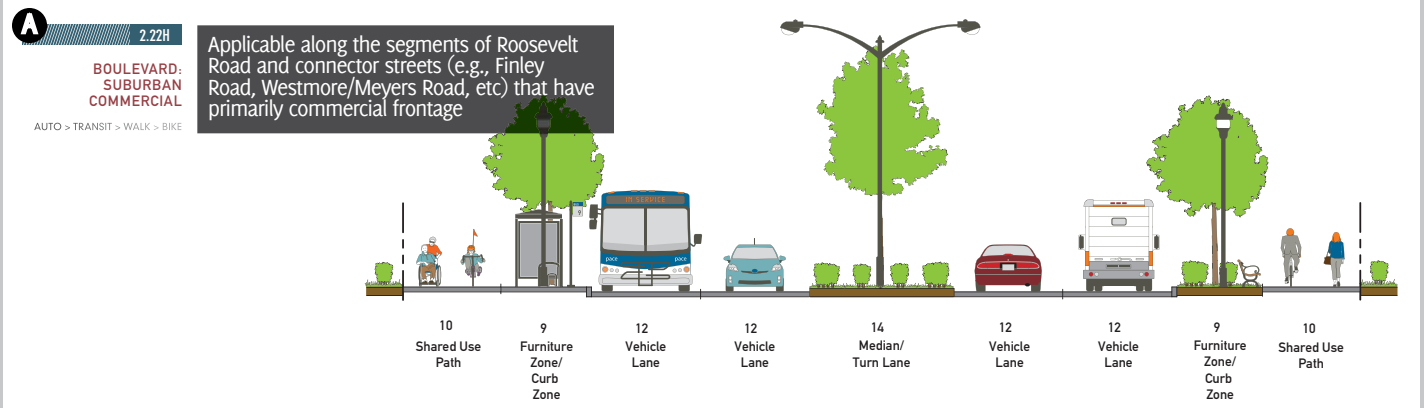 A
2.22H
BOULEVARD:
SUBURBAN
COMMERCIAL
AUTO > TRANSIT > WALK > BIKE
Applicable along the segments of Roosevelt
Road and connector streets (e.g., Finley
Road, Westmore/Meyers Road, etc) that have
primarily commercial frontage
IN SERVICE
pace
pace
9
10
Shared Use
Path
9
Furniture
Zone/
Curb
Zone
12
Vehicle
Lane
12
Vehicle
Lane
14
Median/
Turn Lane
12
Vehicle
Lane
12
Vehicle
Lane
9
Furniture
Zone/
Curb
Zone
10
Shared Use
Path